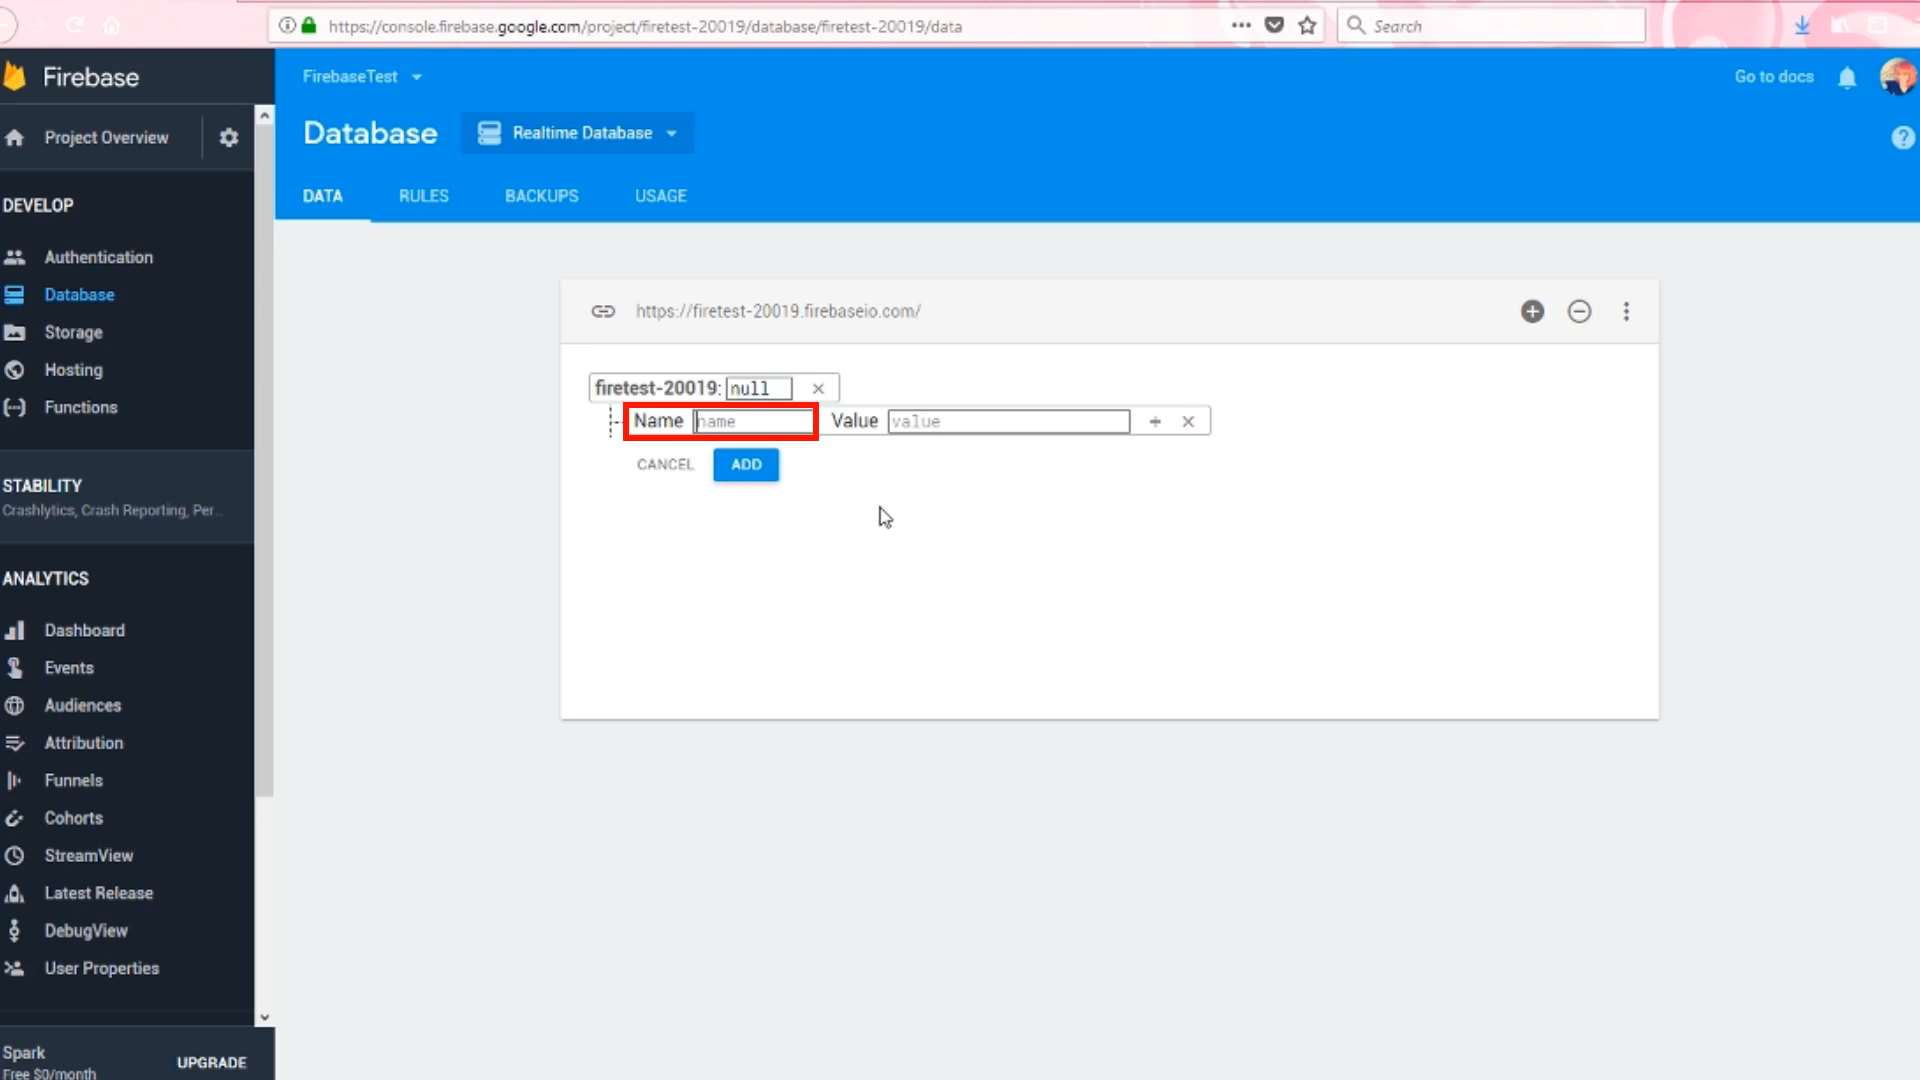 https://console.firebase.google.com/project/firetest-20019/database/firetest-20019/data
Search
Firebase
FirebaseTest
Go to docs
Project Overview
Database
Realtime Database
DATA
RULES
BACKUPS
USAGE
DEVELOP
Authentication
Database
Storage
Hosting
Functions
https://firetest-20019.firebaseio.com/
firetest-20019: null
Name name Value value
CANCEL
ADD
STABILITY
Crashlytics, Crash Reporting, Per...
ANALYTICS
Dashboard
Events
Audiences
Attribution
Funnels
Cohorts
StreamView
Latest Release
DebugView
User Properties
Spark
Free $0/month
UPGRADE